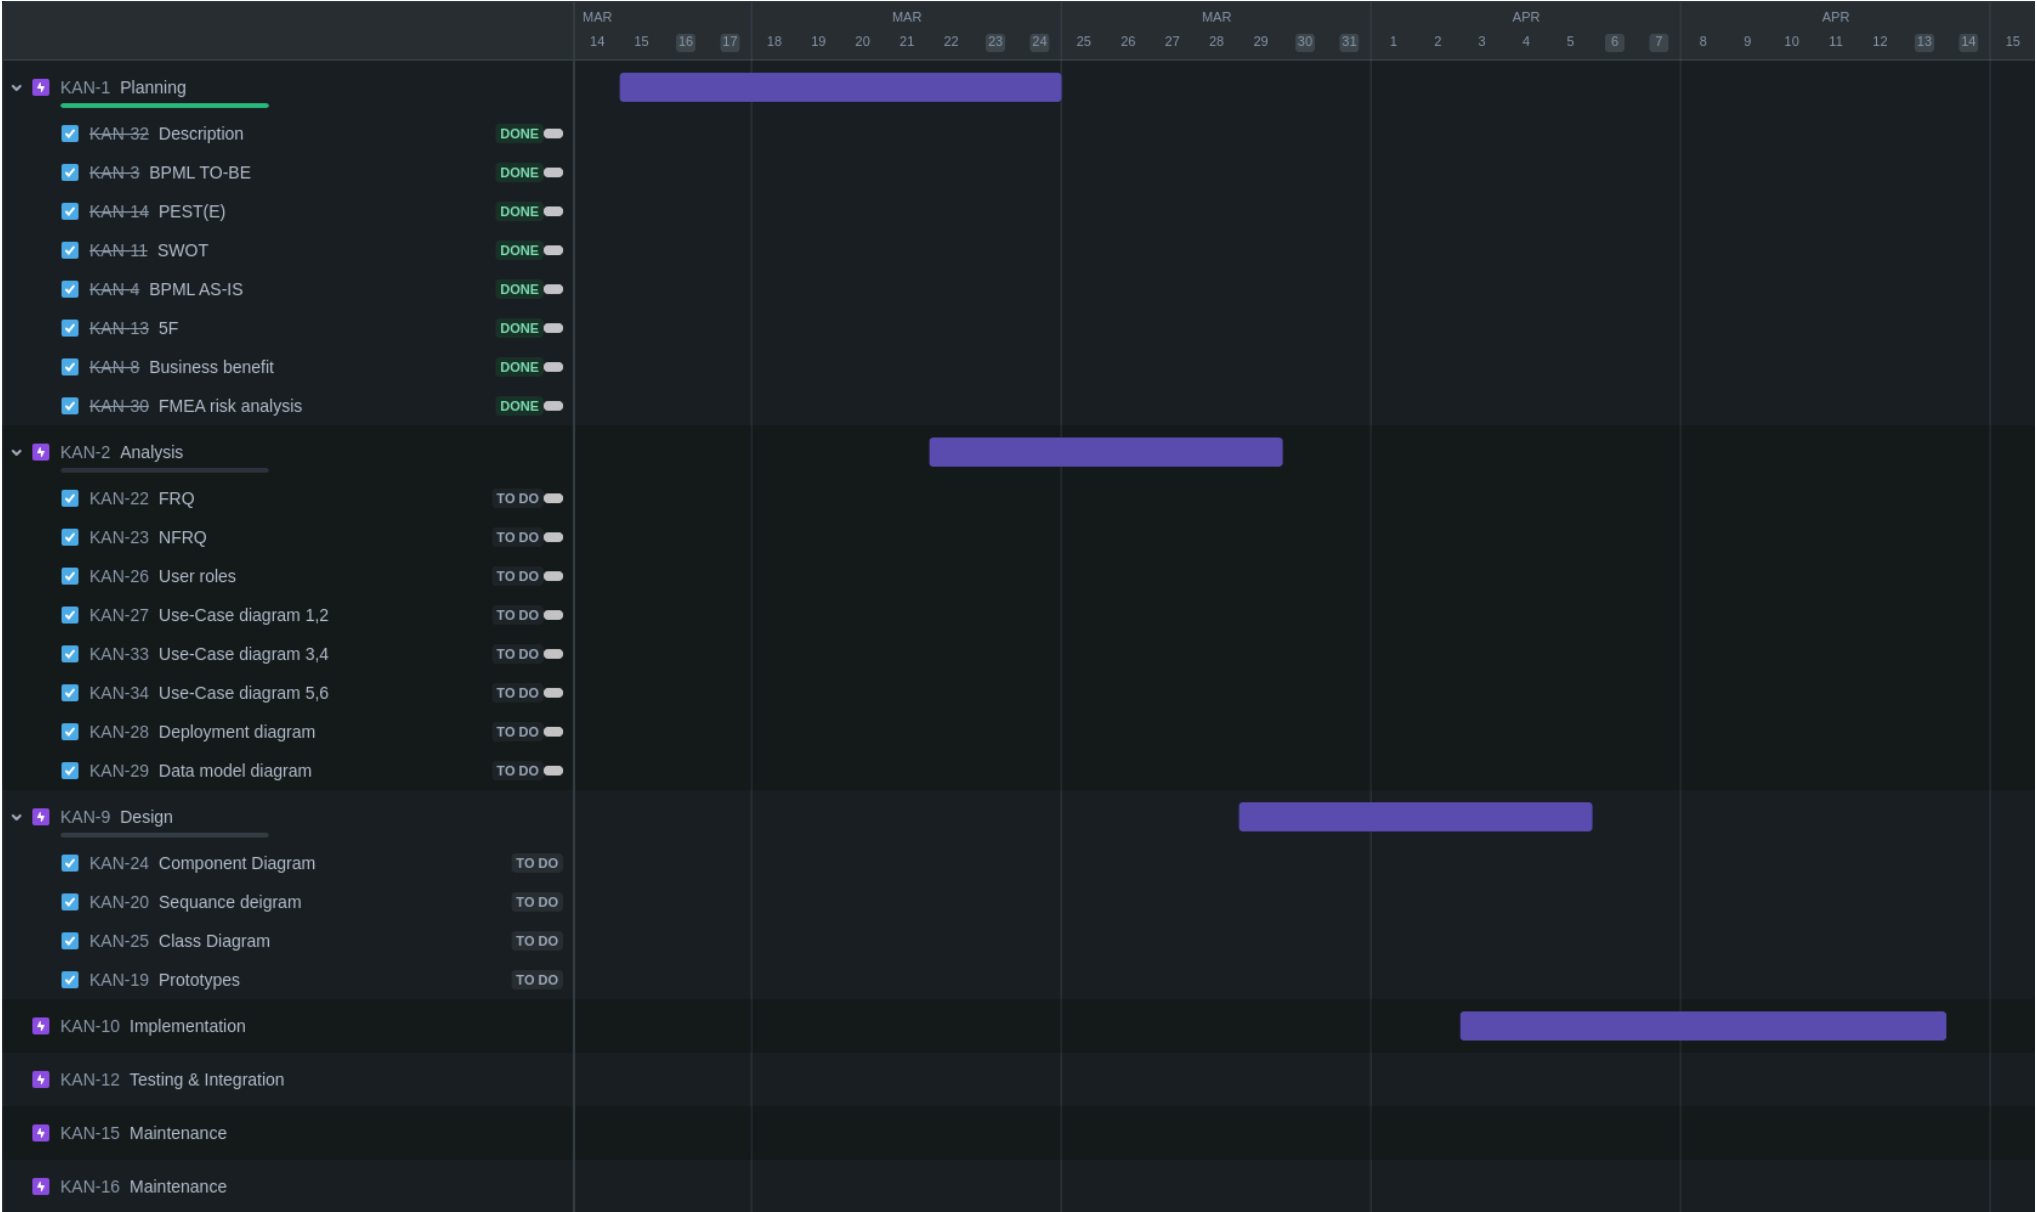 MAR MAR MAR APR APR
14 15 16 17 18 19 20 21 22 23 24 25 26 27 28 29 30 31 1 2 3 4 5 6 7 8 9 10 11 12 13 14 15
KAN-1 Planning
KAN-32 Description DONE
KAN-3 BPML TO-BE DONE
KAN-14 PEST(E) DONE
KAN-11 SWOT DONE
KAN-4 BPML AS-IS DONE
KAN-13 5F DONE
KAN-8 Business benefit DONE
KAN-30 FMEA risk analysis DONE
KAN-2 Analysis
KAN-22 FRQ TO DO
KAN-23 NFRQ TO DO
KAN-26 User roles TO DO
KAN-27 Use-Case diagram 1,2 TO DO
KAN-33 Use-Case diagram 3,4 TO DO
KAN-34 Use-Case diagram 5,6 TO DO
KAN-28 Deployment diagram TO DO
KAN-29 Data model diagram TO DO
KAN-9 Design
KAN-24 Component Diagram TO DO
KAN-20 Sequance deigram TO DO
KAN-25 Class Diagram TO DO
KAN-19 Prototypes TO DO
KAN-10 Implementation
KAN-12 Testing & Integration
KAN-15 Maintenance
KAN-16 Maintenance